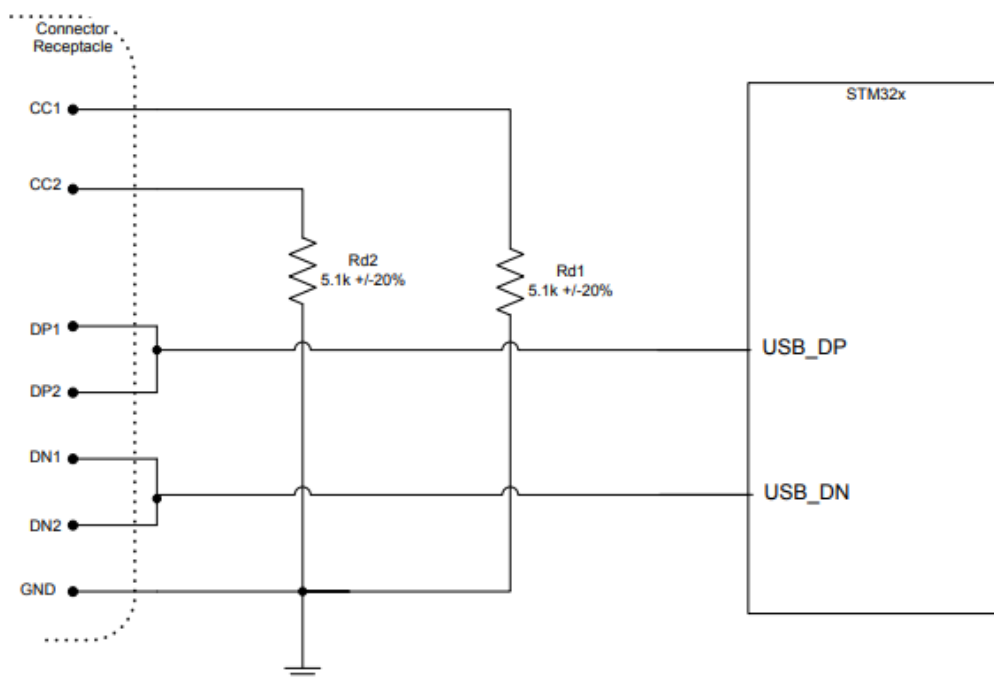 Connector
Receptacle
STM32x
CC1
CC2
Rd2
5.1k +/-20%
Rd1
5.1k +/-20%
DP1
USB_DP
DP2
DN1
USB_DN
DN2
GND